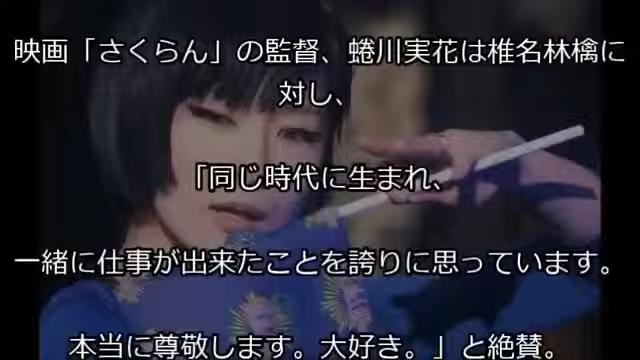 映画「さくらん」の監督、蜷川実花は椎名林檎に
対し、
「同じ時代に生まれ、
一緒に仕事が出来たことを誇りに思っています。
本当に尊敬します。大好き。」と絶賛。